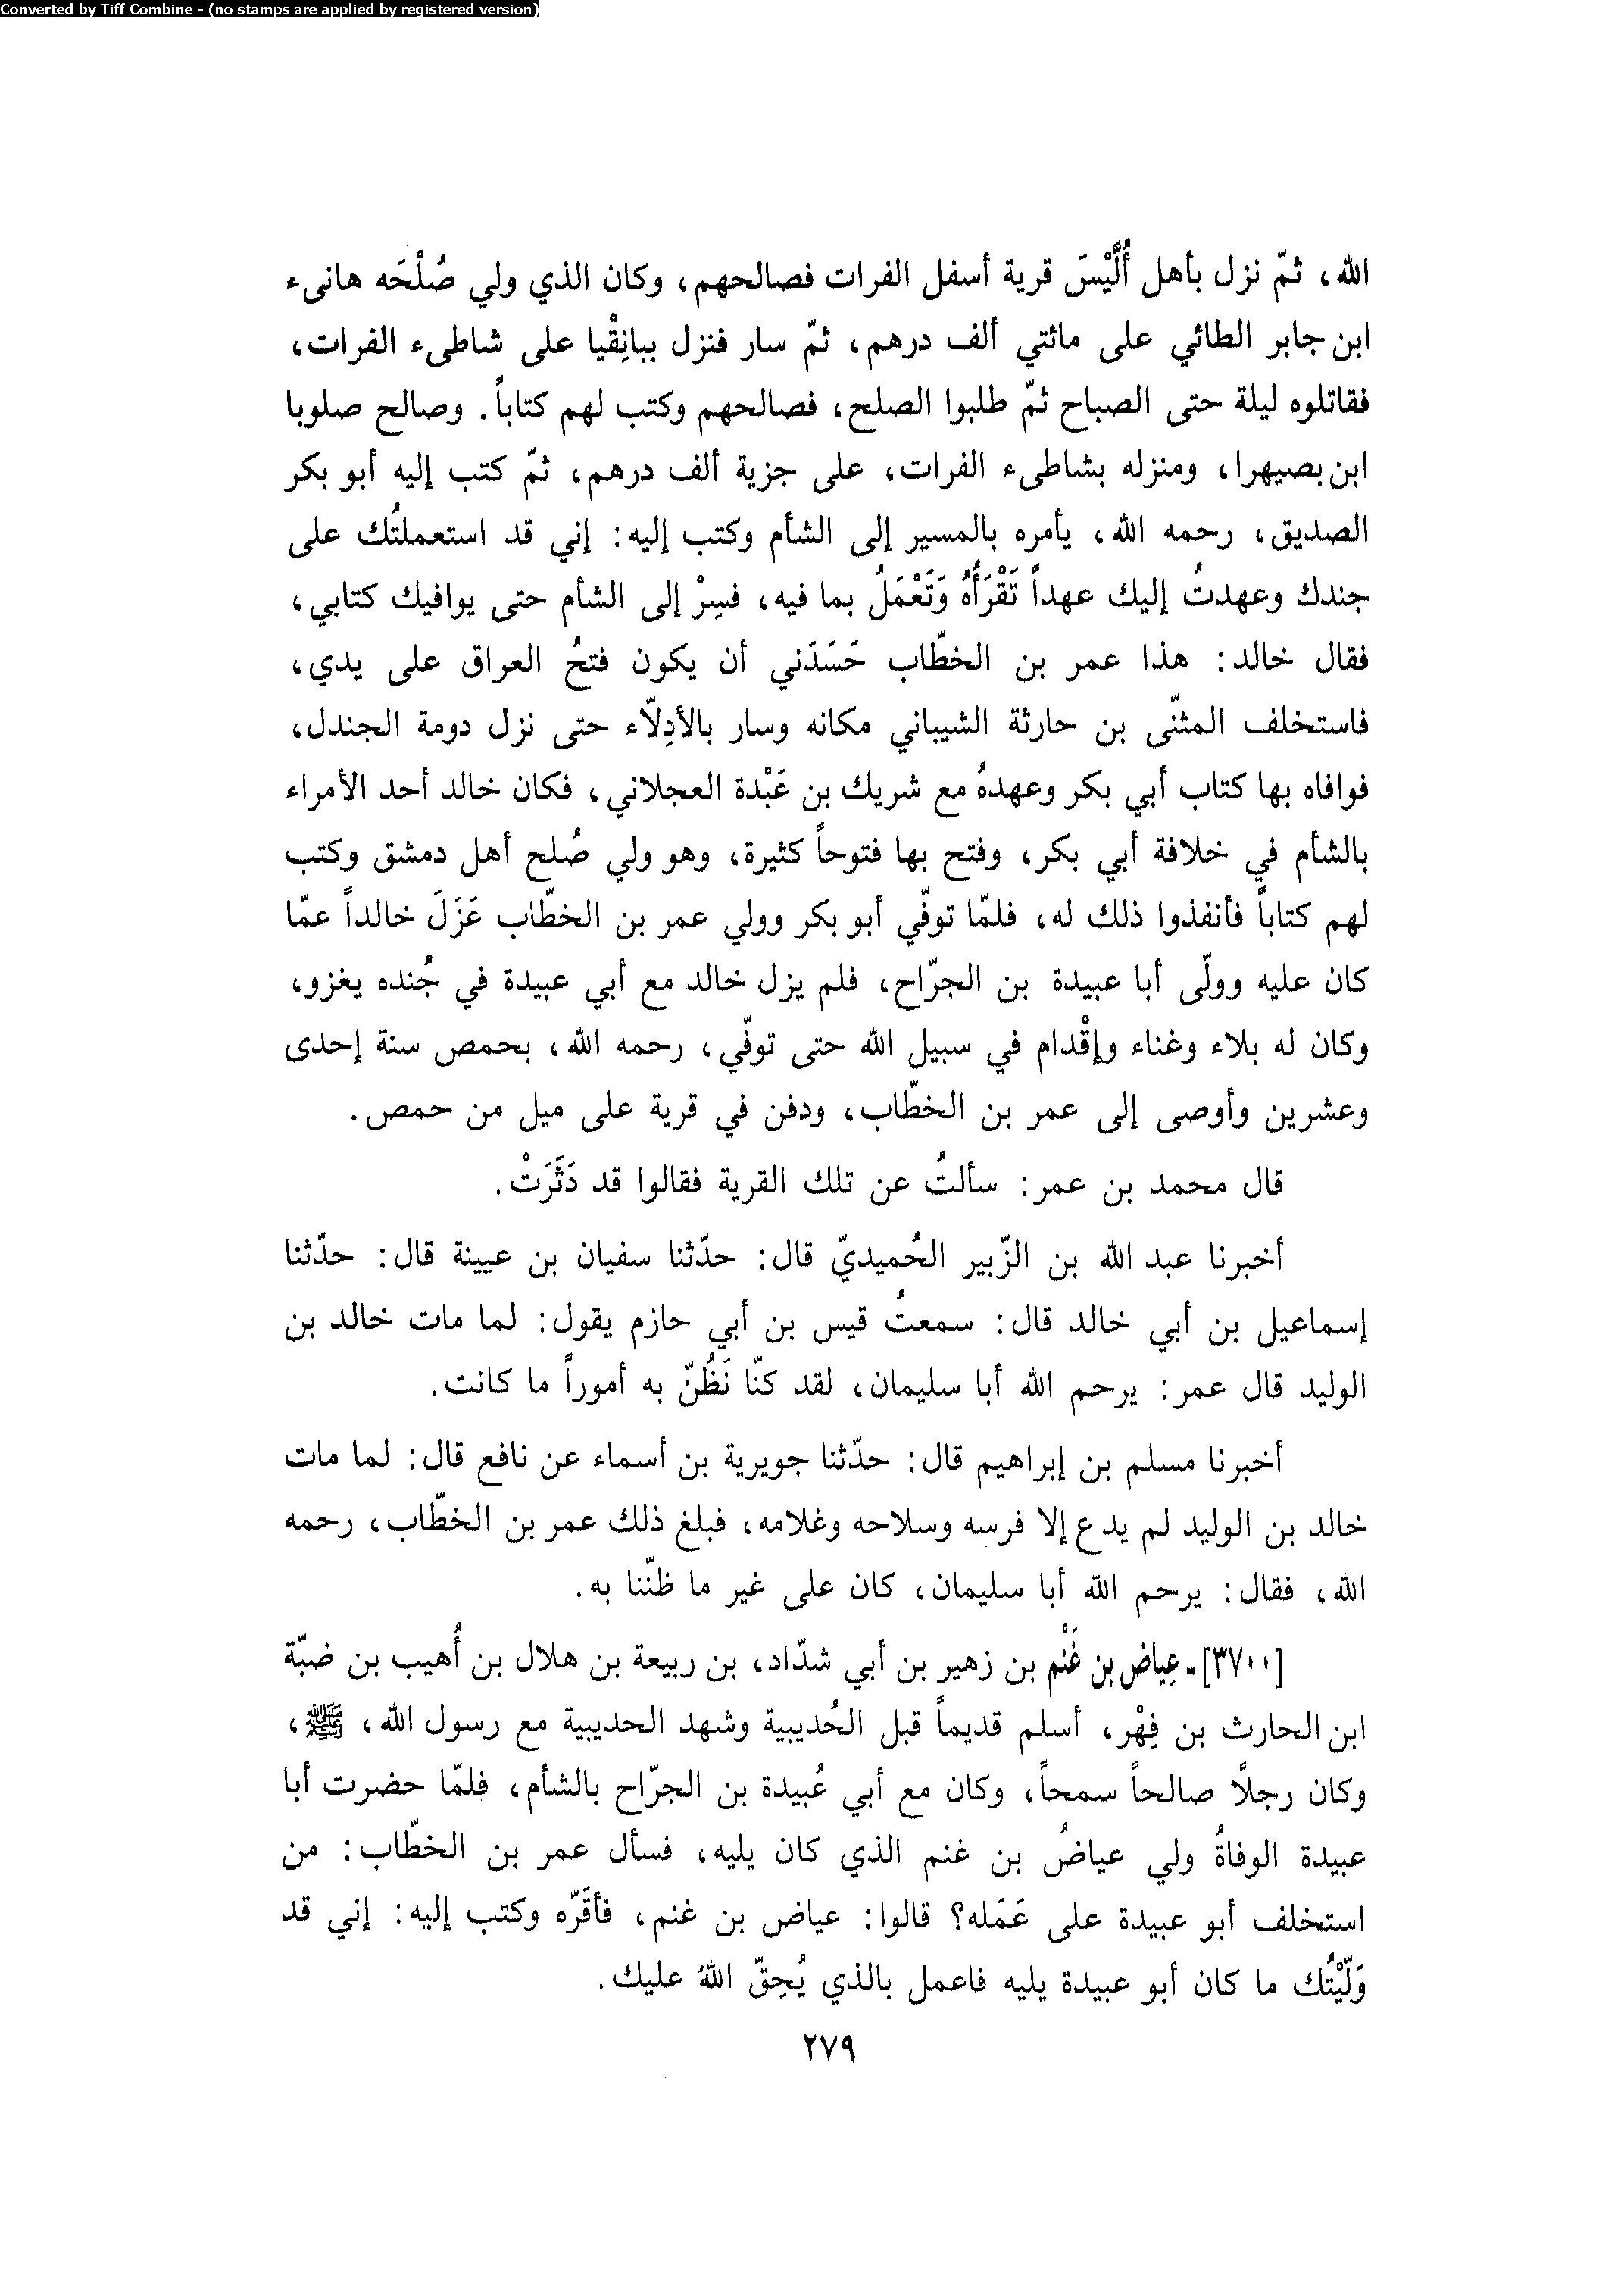 Converted by Tiff Combine - (no stamps are applied by registered version)
الله، ثمّ نزل بأهل أُلَّيْسَ قرية أسفل الفرات فصالحهم، وكان الذي ولي صُلْحَه هانىء
ابن جابر الطائي على مائتي ألف درهم، ثمّ سار فنزل ببانِقْيا على شاطىء الفرات،
فقاتلوه ليلة حتى الصباح ثمّ طلبوا الصلح، فصالحهم وكتب لهم كتاباً. وصالح صلوبا
ابن بصيهرا، ومنزله بشاطىء الفرات، على جزية ألف درهم، ثمّ كتب إليه أبو بكر
الصديق، رحمه الله، يأمره بالمسير إلى الشأم وكتب إليه: إني قد استعملتُك على
جندك وعهدتُ إليك عهداً تَقْرَأُهُ وَتَعْمَلُ بما فيه، فسِرْ إلى الشأم حتى يوافيك كتابي،
فقال خالد: هذا عمر بن الخطّاب حَسَدَني أن يكون فتحُ العراق على يدي،
فاستخلف المثنّى بن حارثة الشيباني مكانه وسار بالأدِلّاء حتى نزل دومة الجندل،
فوافاه بها كتاب أبي بكر وعهدهُ مع شريك بن عَبْدة العجلاني، فكان خالد أحد الأمراء
بالشأم في خلافة أبي بكر، وفتح بها فتوحاً كثيرة، وهو ولي صُلح أهل دمشق وكتب
لهم كتاباً فأنفذوا ذلك له، فلمّا توفّي أبو بكر وولي عمر بن الخطّاب عَزَلَ خالداً عمّا
كان عليه وولّى أبا عبيدة بن الجرّاح، فلم يزل خالد مع أبي عبيدة في جُنده يغزو،
وكان له بلاء وغناء وإقْدام في سبيل الله حتى توفّي، رحمه الله، بحمص سنة إحدى
وعشرين وأوصى إلى عمر بن الخطّاب، ودفن في قرية على ميل من حمص.
قال محمد بن عمر: سألتُ عن تلك القرية فقالوا قد دَثَرَتْ.
أخبرنا عبد الله بن الزّبير الحُميديّ قال: حدّثنا سفيان بن عيينة قال: حدّثنا
إسماعيل بن أبي خالد قال: سمعتُ قيس بن أبي حازم يقول: لما مات خالد بن
الوليد قال عمر: يرحم الله أبا سليمان، لقد كنّا نَظُنّ به أموراً ما كانت.
أخبرنا مسلم بن إبراهيم قال: حدّثنا جويرية بن أسماء عن نافع قال: لما مات
خالد بن الوليد لم يدع إلا فرسه وسلاحه وغلامه، فبلغ ذلك عمر بن الخطّاب، رحمه
الله، فقال: يرحم الله أبا سليمان، كان على غير ما ظنّنا به.
[٣٧٠٠]ـ عِياض بن غَنْم بن زهير بن أبي شدّاد، بن ربيعة بن هلال بن أُهيب بن ضبّة
ابن الحارث بن فِهْر، أسلم قديماً قبل الحُديبية وشهد الحديبية مع رسول الله، ﷺ،
وكان رجلًا صالحاً سمحاً، وكان مع أبي عُبيدة بن الجرّاح بالشأم، فلمّا حضرت أبا
عبيدة الوفاةُ ولي عياضُ بن غنم الذي كان يليه، فسأل عمر بن الخطّاب: من
استخلف أبو عبيدة على عَمَله؟ قالوا: عياض بن غنم، فأقَرّه وكتب إليه: إني قد
وَلّيْتُك ما كان أبو عبيدة يليه فاعمل بالذي يُحِقّ اللهُ عليك.
٢٧٩